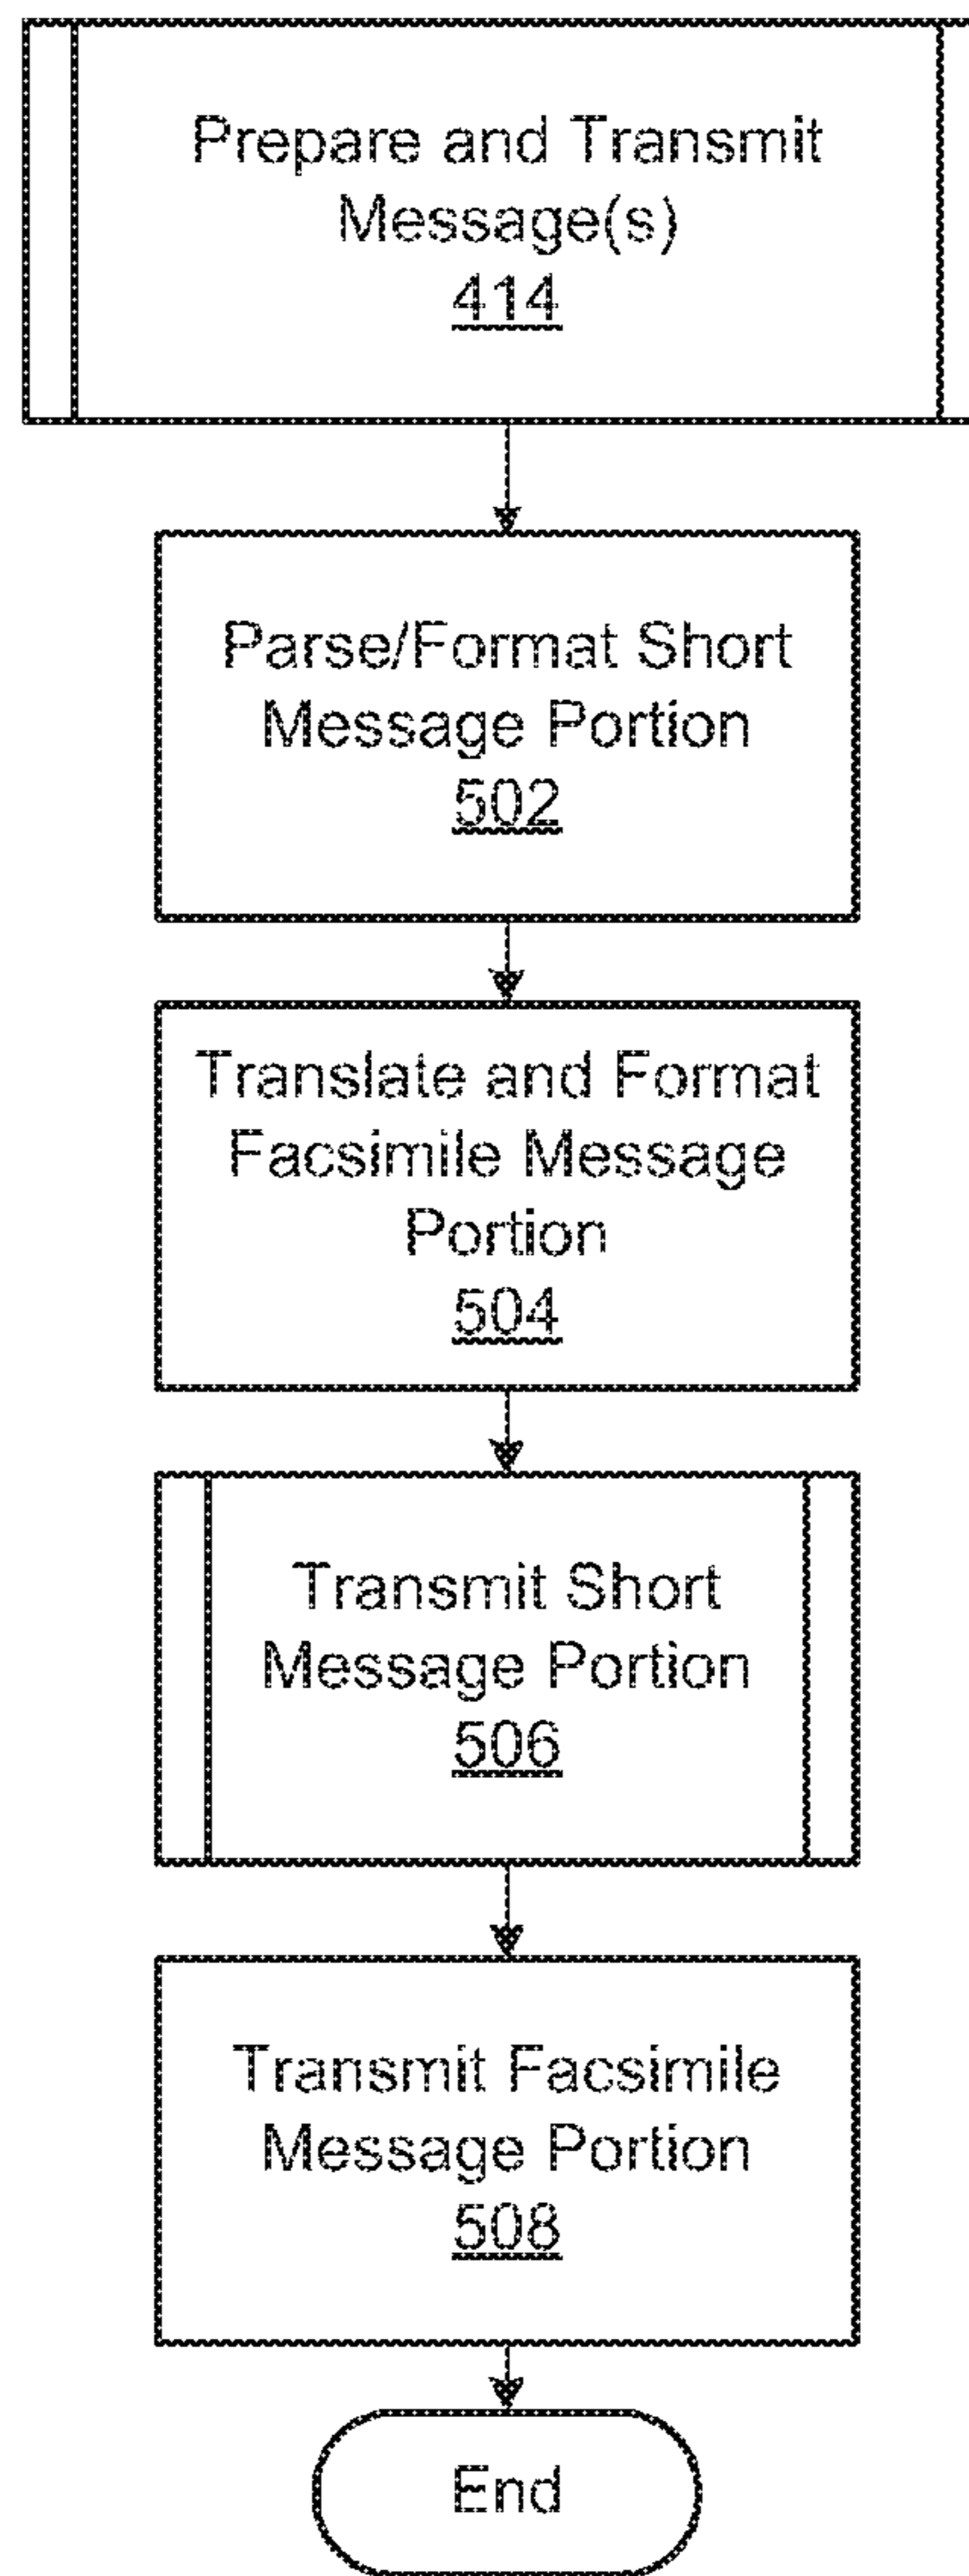 Prepare and Transmit
Message(s)
414
Parse/Format Short
Message Portion
502
Translate and Format
Facsimile Message
Portion
504
Transmit Short
Message Portion
506
Transmit Facsimile
Message Portion
508
End